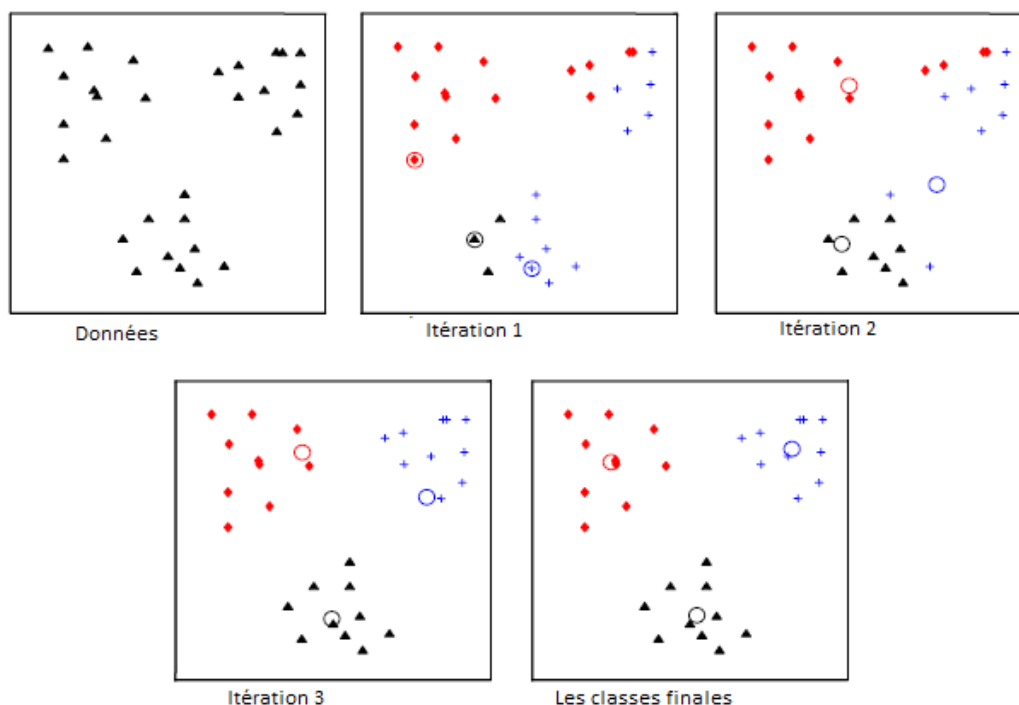 Données
Itération 1
Itération 2
Itération 3
Les classes finales